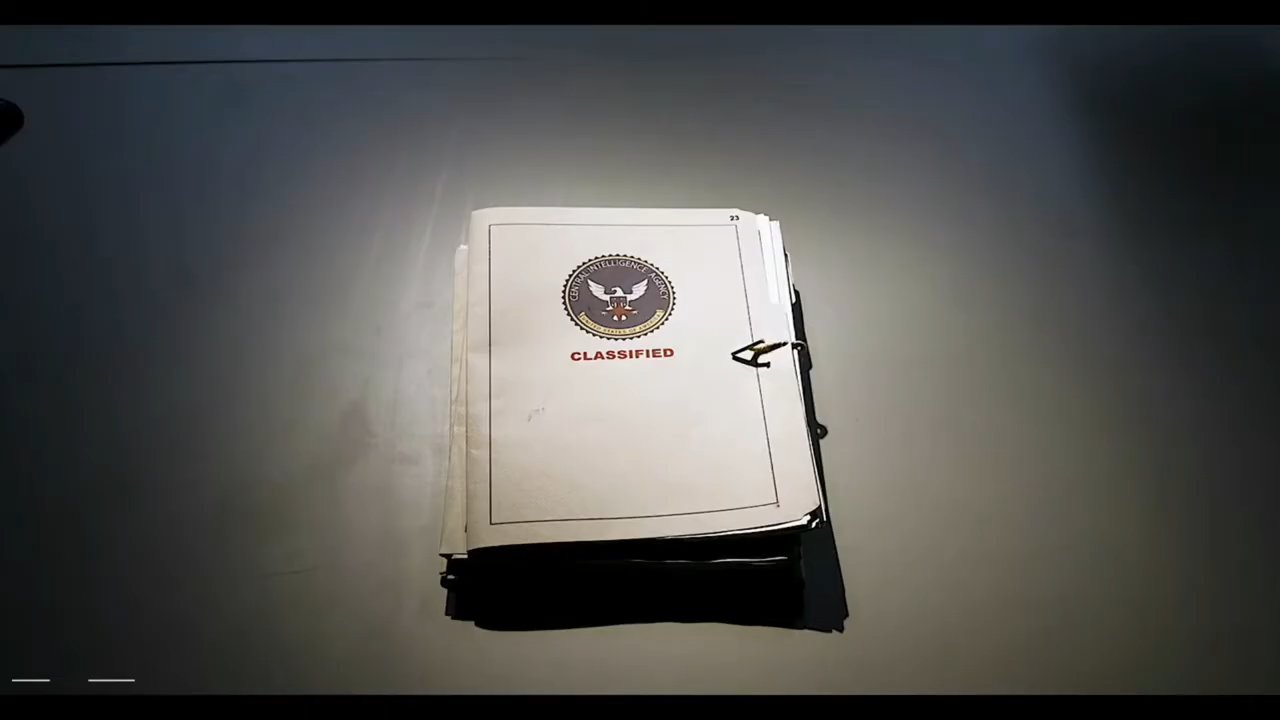 23
CENTRAL INTELLIGENCE AGENCY
UNITED STATES OF AMERICA
CLASSIFIED